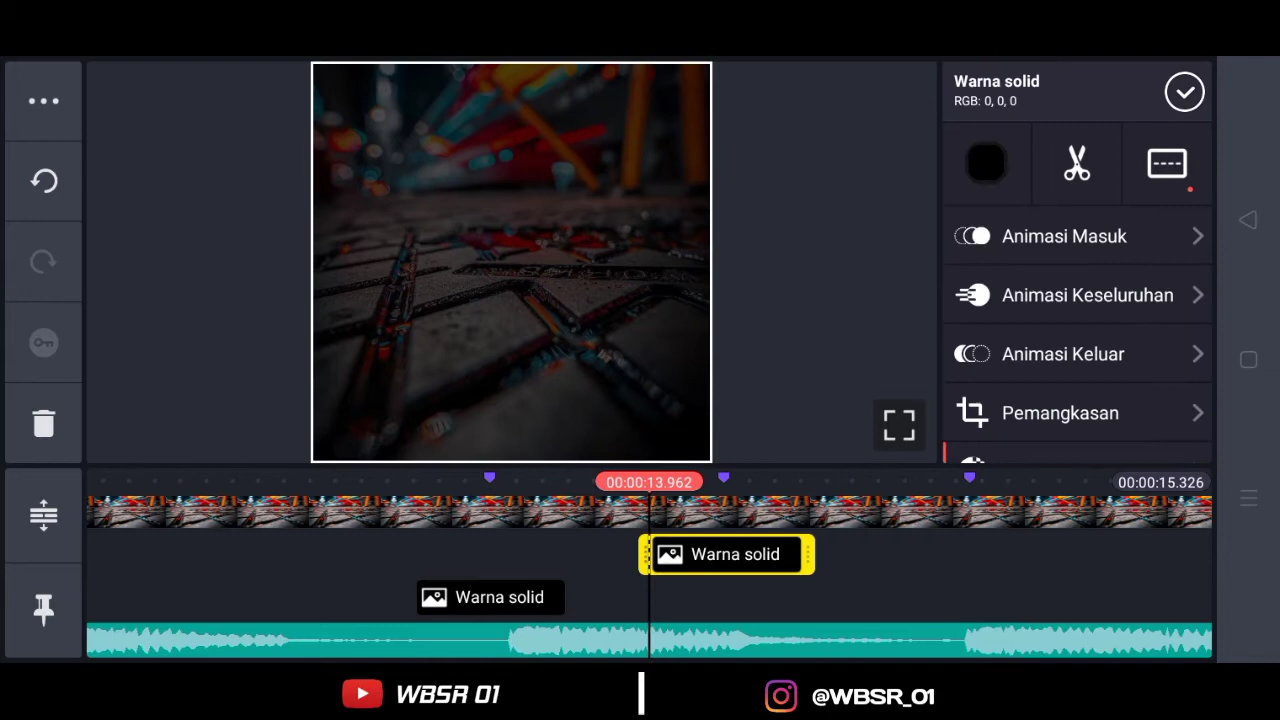 Warna solid
RGB: 0, 0, 0
Animasi Masuk
Animasi Keseluruhan
Animasi Keluar
Pemangkasan
00:00:13.962
00:00:15.326
Warna solid
Warna solid
WBSR 01
@WBSR_01